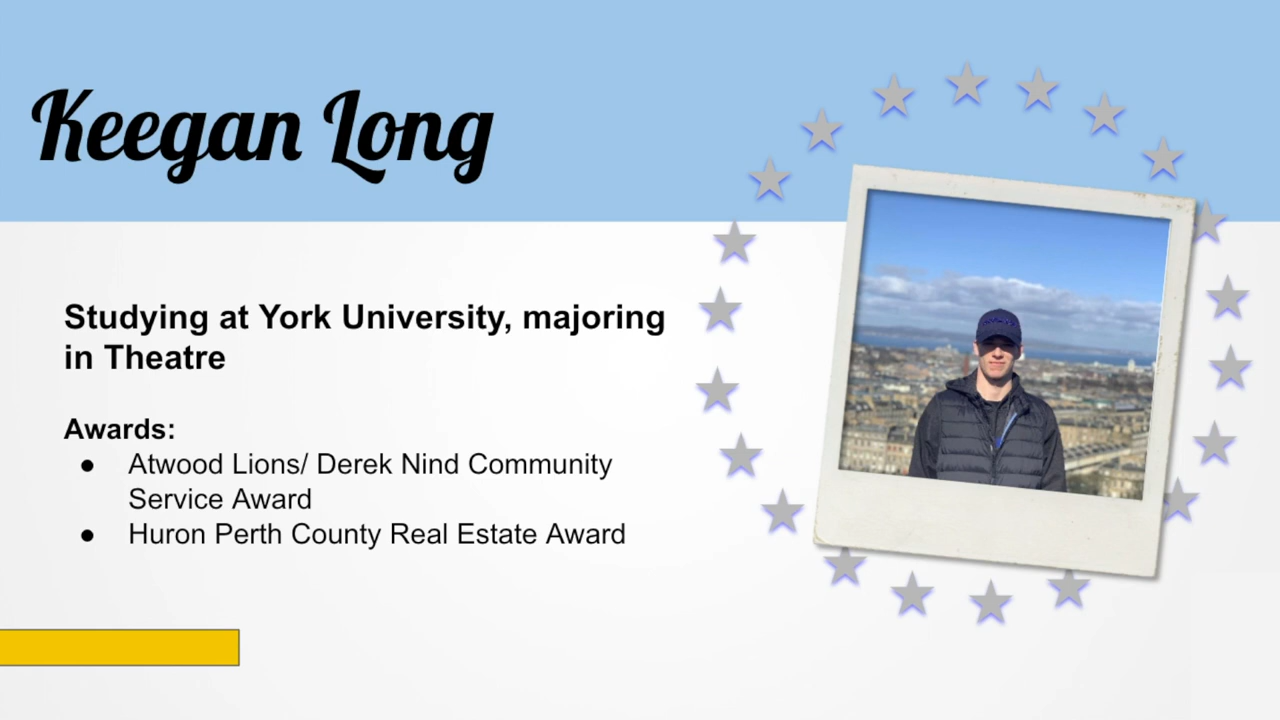 Keegan Long
Studying at York University, majoring
in Theatre
Awards:
● Atwood Lions/ Derek Nind Community
Service Award
● Huron Perth County Real Estate Award